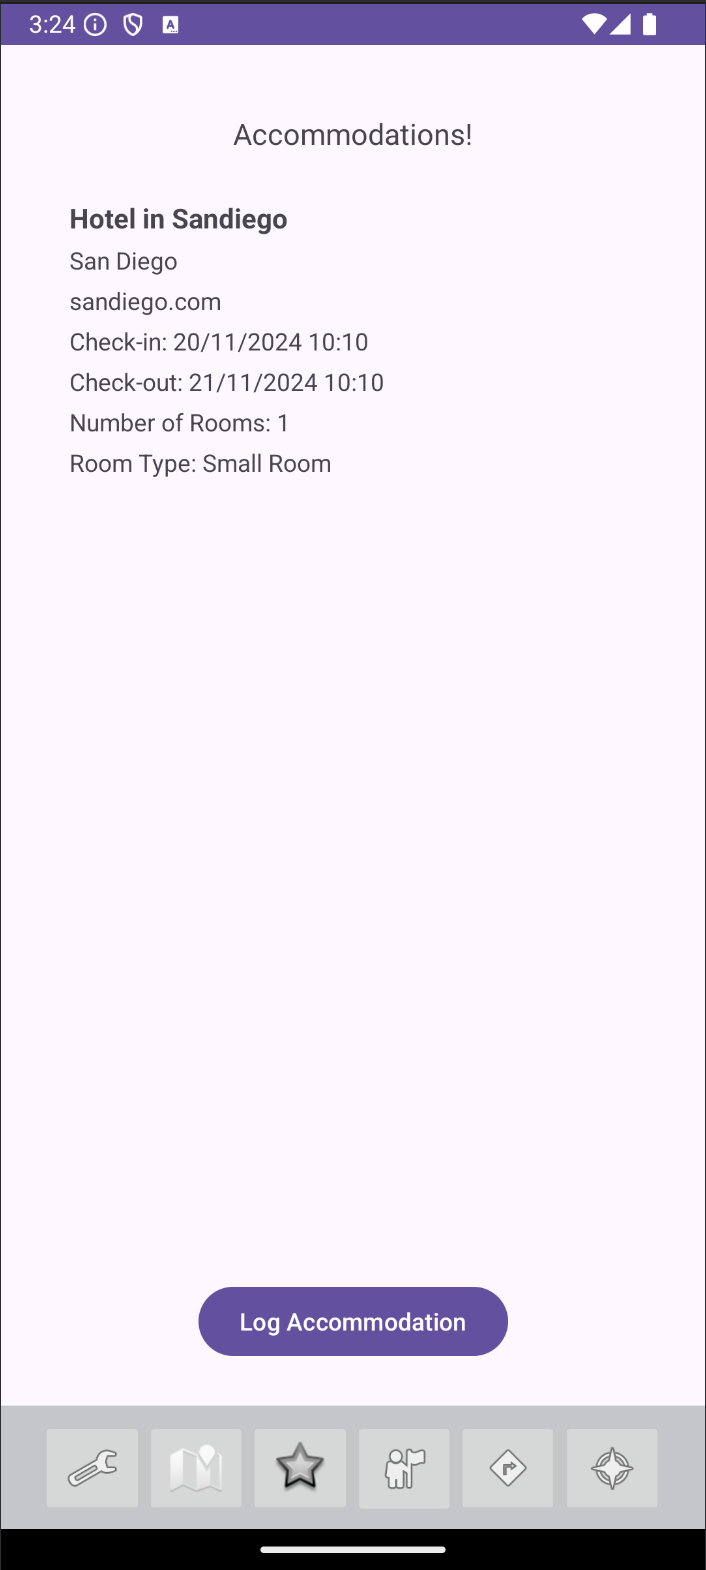 3:24
Accommodations!
Hotel in Sandiego
San Diego
sandiego.com
Check-in: 20/11/2024 10:10
Check-out: 21/11/2024 10:10
Number of Rooms: 1
Room Type: Small Room
Log Accommodation